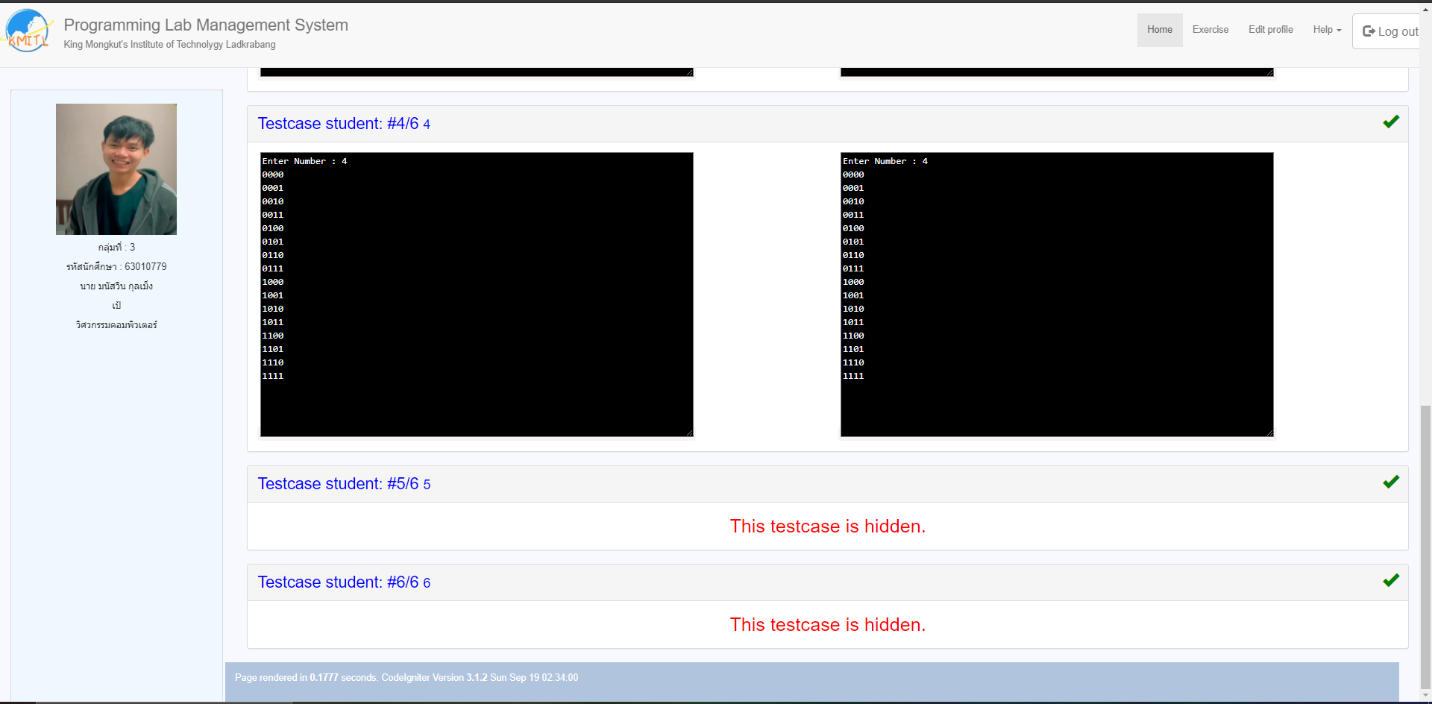 KMITL
Programming Lab Management System
King Mongkut's Institute of Technolygy Ladkrabang
Home
Exercise
Edit profile
Help
Log out
กลุ่มที่ : 3
รหัสนักศึกษา : 63010779
นาย มนัสวิน กุลเม็ง
เป้
วิศวกรรมคอมพิวเตอร์
Testcase student: #4/6 4
Enter Number : 4
0000
0001
0010
0011
0100
0101
0110
0111
1000
1001
1010
1011
1100
1101
1110
1111
Enter Number : 4
0000
0001
0010
0011
0100
0101
0110
0111
1000
1001
1010
1011
1100
1101
1110
1111
Testcase student: #5/6 5
This testcase is hidden.
Testcase student: #6/6 6
This testcase is hidden.
Page rendered in 0.1777 seconds. CodeIgniter Version 3.1.2 Sun Sep 19 02:34:00